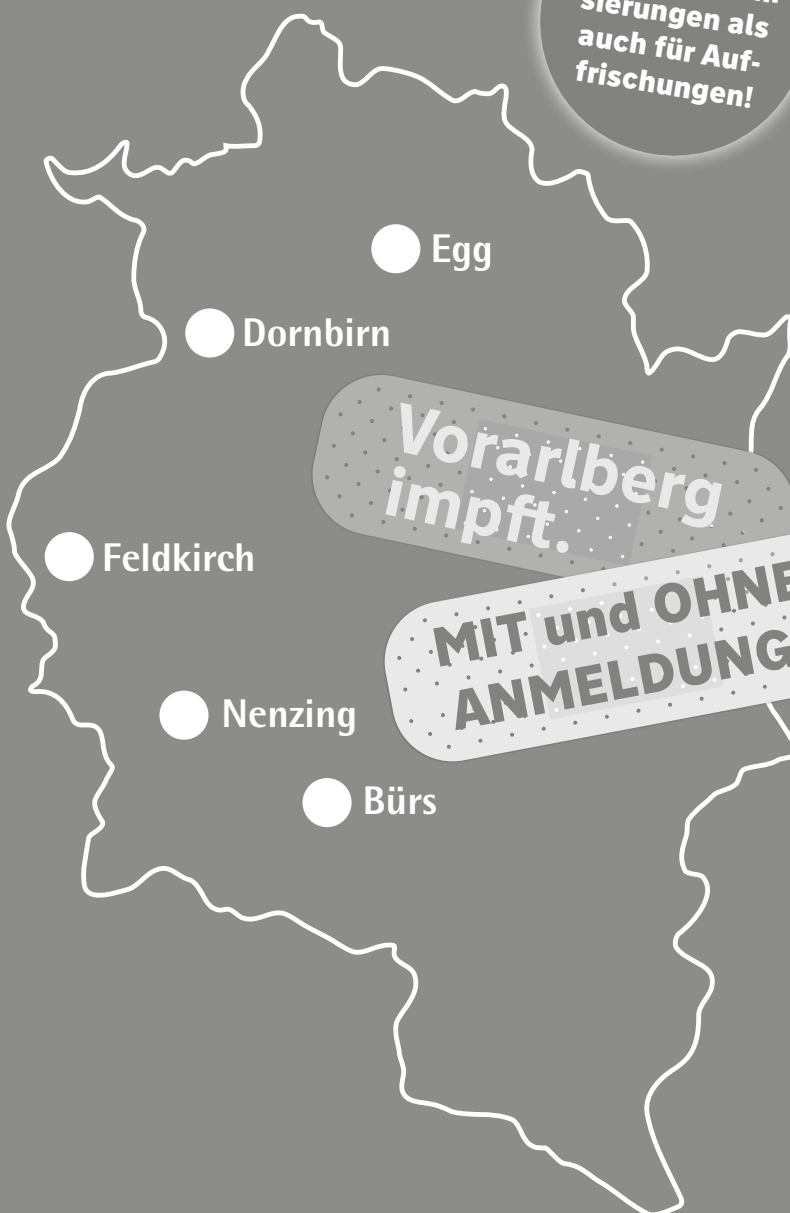 sierungen als
auch für Auf-
frischungen!
Egg
Dornbirn
Vorarlberg
impft.
MIT und OHNE
ANMELDUNG
Feldkirch
Nenzing
Bürs